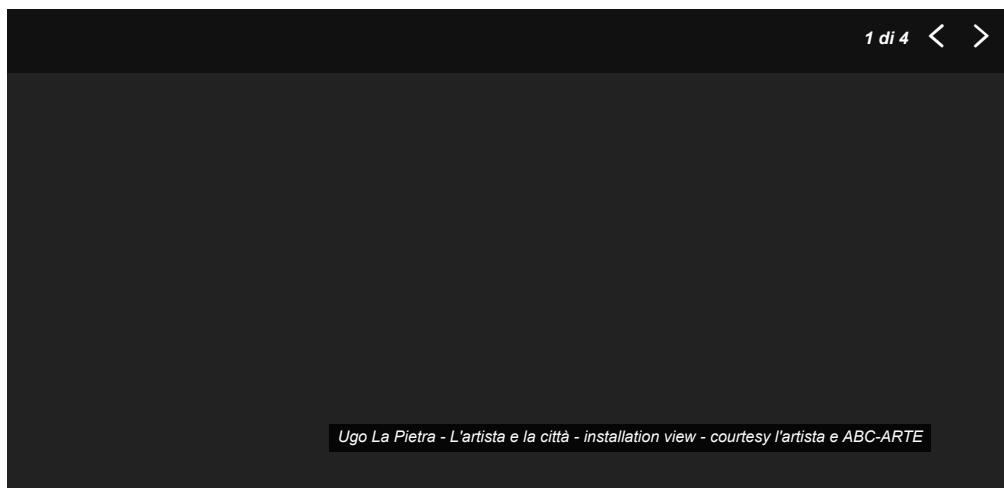 1 di 4
Ugo La Pietra - L'artista e la città - installation view - courtesy l'artista e ABC-ARTE